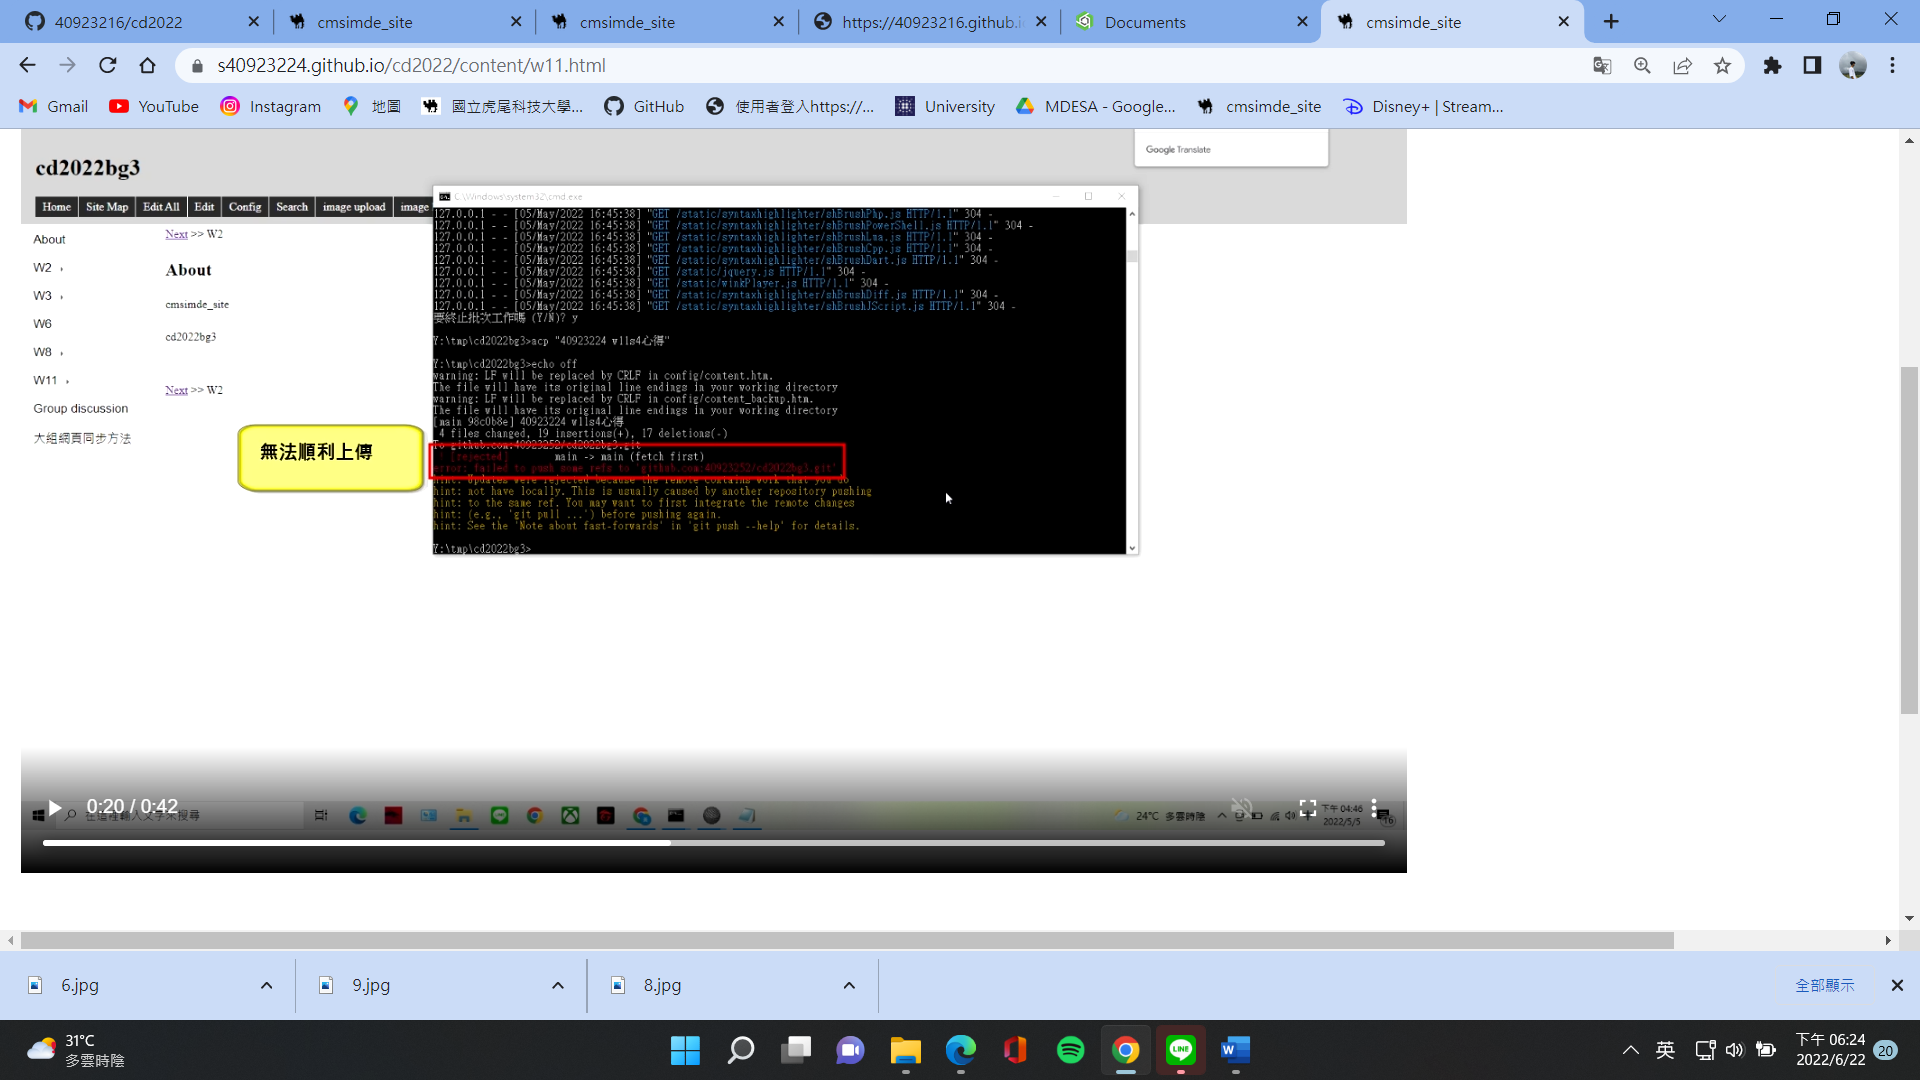 40923216/cd2022
cmsimde_site
cmsimde_site
https://40923216.github.i
Documents
cmsimde_site
s40923224.github.io/cd2022/content/w11.html
Gmail
YouTube
Instagram
地圖
國立虎尾科技大學...
GitHub
使用者登入https://...
University
MDESA - Google...
cmsimde_site
Disney+ | Stream...
Google Translate
cd2022bg3
Home
Site Map
Edit All
Edit
Config
Search
image upload
image
About
W2
W3
W6
W8
W11
Group discussion
大組網頁同步方法
Next >> W2
About
cmsimde_site
cd2022bg3
Next >> W2
無法順利上傳
C:\Windows\system32\cmd.exe
127.0.0.1 - - [05/May/2022 16:45:38] "GET /static/syntaxhighlighter/shBrushPhp.js HTTP/1.1" 304 -
127.0.0.1 - - [05/May/2022 16:45:38] "GET /static/syntaxhighlighter/shBrushPowerShell.js HTTP/1.1" 304 -
127.0.0.1 - - [05/May/2022 16:45:38] "GET /static/syntaxhighlighter/shBrushLua.js HTTP/1.1" 304 -
127.0.0.1 - - [05/May/2022 16:45:38] "GET /static/syntaxhighlighter/shBrushCpp.js HTTP/1.1" 304 -
127.0.0.1 - - [05/May/2022 16:45:38] "GET /static/syntaxhighlighter/shBrushDart.js HTTP/1.1" 304 -
127.0.0.1 - - [05/May/2022 16:45:38] "GET /static/jquery.js HTTP/1.1" 304 -
127.0.0.1 - - [05/May/2022 16:45:38] "GET /static/winkPlayer.js HTTP/1.1" 304 -
127.0.0.1 - - [05/May/2022 16:45:38] "GET /static/syntaxhighlighter/shBrushDiff.js HTTP/1.1" 304 -
127.0.0.1 - - [05/May/2022 16:45:38] "GET /static/syntaxhighlighter/shBrushJScript.js HTTP/1.1" 304 -
要終止批次工作嗎 (Y/N)? y
Y:\tmp\cd2022bg3>acp "40923224 w11s4心得"
Y:\tmp\cd2022bg3>echo off
warning: LF will be replaced by CRLF in config/content.htm.
The file will have its original line endings in your working directory
warning: LF will be replaced by CRLF in config/content_backup.htm.
The file will have its original line endings in your working directory
[main 98c0b8e] 40923224 w11s4心得
4 files changed, 19 insertions(+), 17 deletions(-)
To github.com:40923252/cd2022bg3.git
! [rejected] main -> main (fetch first)
error: failed to push some refs to 'github.com:40923252/cd2022bg3.git'
hint: Updates were rejected because the remote contains work that you do
hint: not have locally. This is usually caused by another repository pushing
hint: to the same ref. You may want to first integrate the remote changes
hint: (e.g., 'git pull ...') before pushing again.
hint: See the 'Note about fast-forwards' in 'git push --help' for details.
Y:\tmp\cd2022bg3>
0:20 / 0:42
在這裡輸入文字來搜尋
24°C 多雲時陰
下午 04:46
2022/5/5
16
6.jpg
9.jpg
8.jpg
全部顯示
31°C
多雲時陰
英
下午 06:24
2022/6/22
20